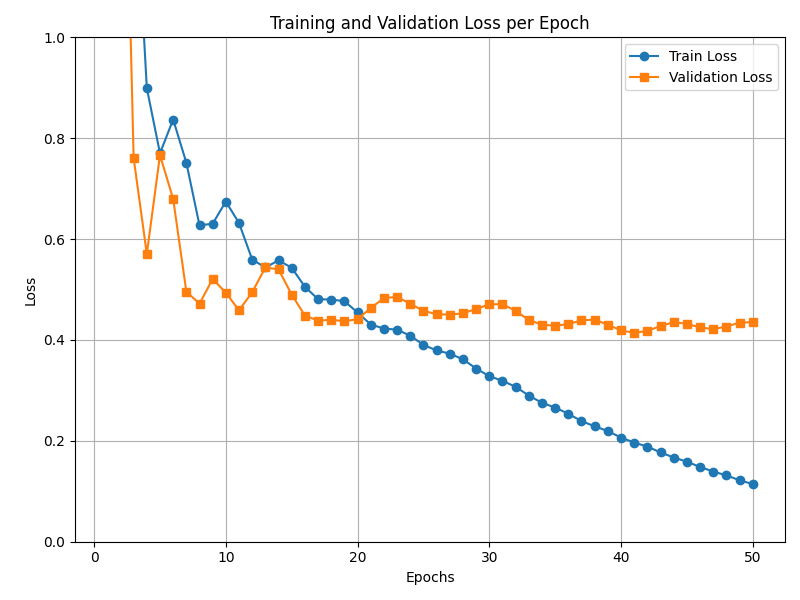 Training and Validation Loss per Epoch
Train Loss
Validation Loss
1.0
0.8
0.6
0.4
0.2
0.0
Loss
0 10 20 30 40 50
Epochs